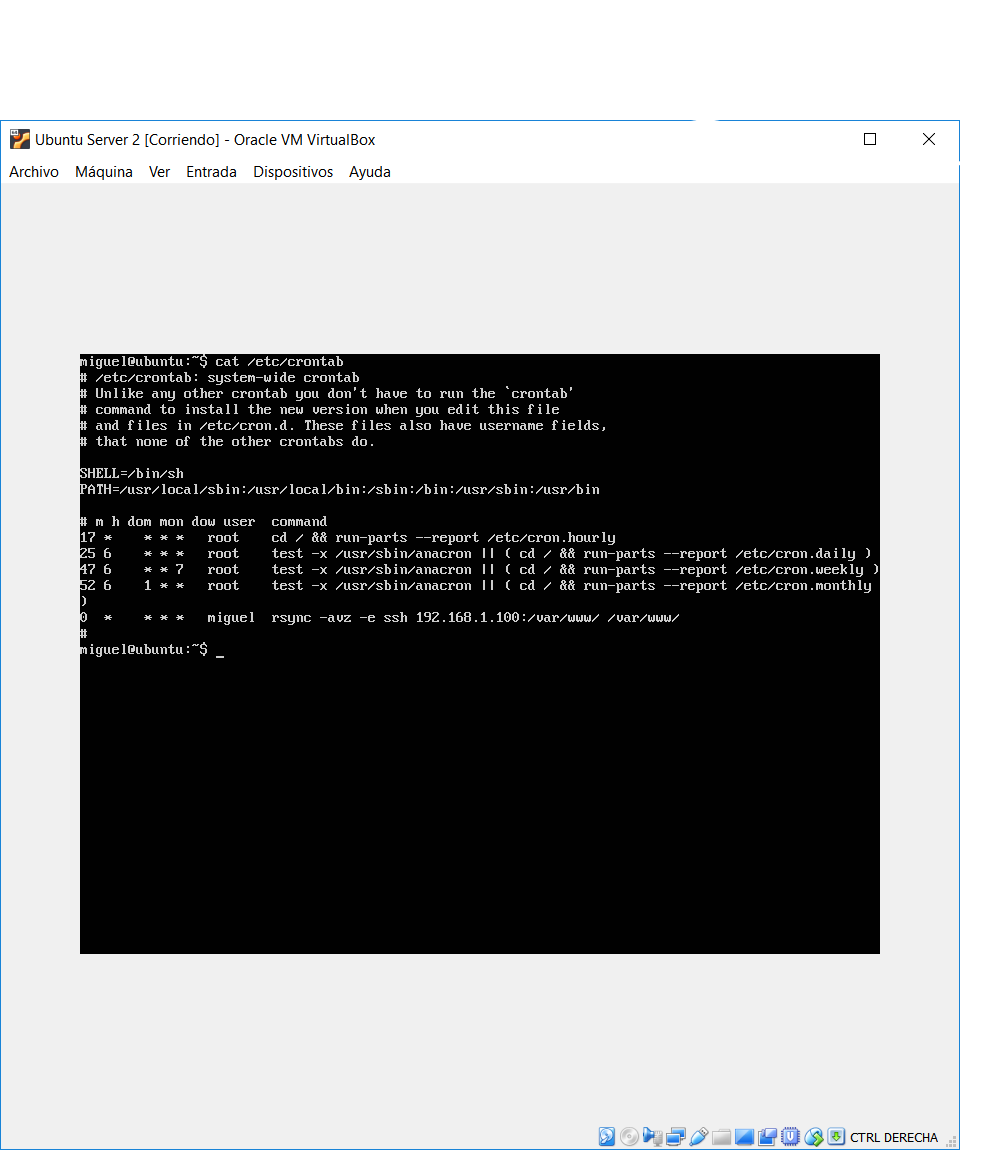 Ubuntu Server 2 [Corriendo] - Oracle VM VirtualBox
Archivo Máquina Ver Entrada Dispositivos Ayuda
miguel@ubuntu:~$ cat /etc/crontab
# /etc/crontab: system-wide crontab
# Unlike any other crontab you don't have to run the `crontab'
# command to install the new version when you edit this file
# and files in /etc/cron.d. These files also have username fields,
# that none of the other crontabs do.
SHELL=/bin/sh
PATH=/usr/local/sbin:/usr/local/bin:/sbin:/bin:/usr/sbin:/usr/bin
# m h dom mon dow user  command
17 *    * * *   root    cd / && run-parts --report /etc/cron.hourly
25 6    * * *   root    test -x /usr/sbin/anacron || ( cd / && run-parts --report /etc/cron.daily )
47 6    * * 7   root    test -x /usr/sbin/anacron || ( cd / && run-parts --report /etc/cron.weekly )
52 6    1 * *   root    test -x /usr/sbin/anacron || ( cd / && run-parts --report /etc/cron.monthly
)
0  *    * * *   miguel  rsync -avz -e ssh 192.168.1.100:/var/www/ /var/www/
#
miguel@ubuntu:~$ _
CTRL DERECHA